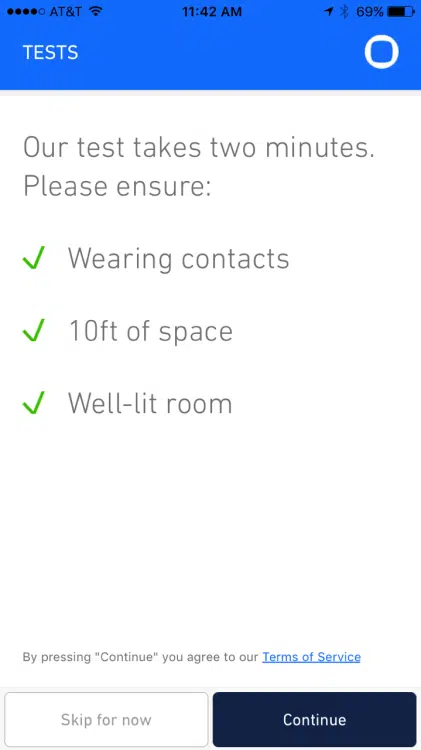 AT&T 11:42 AM 69%
TESTS
Our test takes two minutes.
Please ensure:
Wearing contacts
10ft of space
Well-lit room
By pressing "Continue" you agree to our Terms of Service
Skip for now Continue